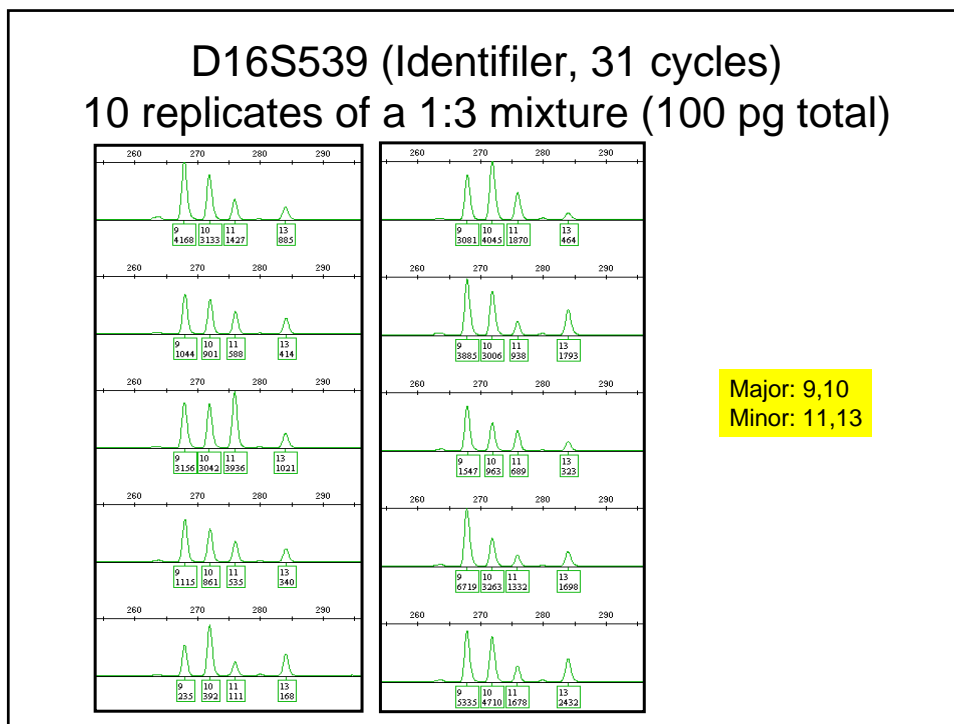 D16S539 (Identifiler, 31 cycles)
10 replicates of a 1:3 mixture (100 pg total)
260 270 280 290
9 10 11 13
4168 3133 1427 885
260 270 280 290
9 10 11 13
1044 901 588 414
260 270 280 290
9 10 11 13
3156 3042 3936 1021
260 270 280 290
9 10 11 13
1115 861 535 340
260 270 280 290
9 10 11 13
235 392 111 168
260 270 280 290
9 10 11 13
3081 4045 1870 464
260 270 280 290
9 10 11 13
3885 3006 938 1793
260 270 280 290
9 10 11 13
1547 963 689 323
260 270 280 290
9 10 11 13
6719 3263 1332 1698
260 270 280 290
9 10 11 13
5335 4710 1678 2432
Major: 9,10
Minor: 11,13